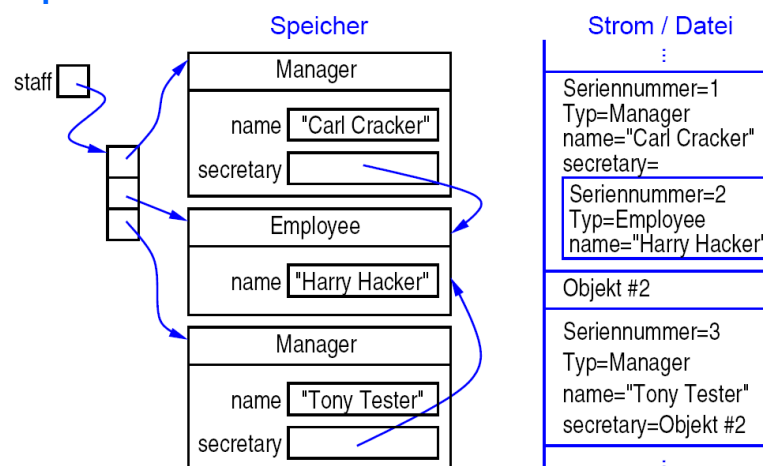 Speicher
staff
Manager
name "Carl Cracker"
secretary
Employee
name "Harry Hacker"
Manager
name "Tony Tester"
secretary
Strom / Datei
⋮
Seriennummer=1
Typ=Manager
name="Carl Cracker"
secretary=
Seriennummer=2
Typ=Employee
name="Harry Hacker"
Objekt #2
Seriennummer=3
Typ=Manager
name="Tony Tester"
secretary=Objekt #2